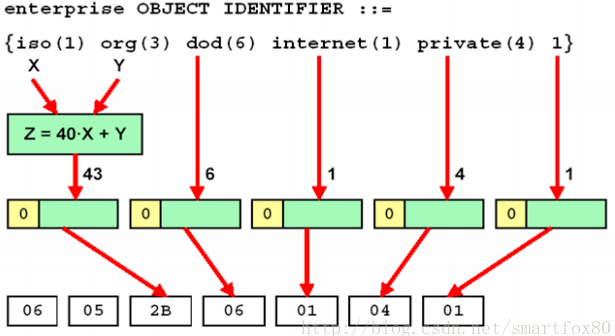 enterprise OBJECT IDENTIFIER ::=
{iso(1) org(3) dod(6) internet(1) private(4) 1}
X Y
Z = 40·X + Y
43 6 1 4 1
0 0 0 0 0
06 05 2B 06 01 04 01
http://blog.csdn.net/smartfox80